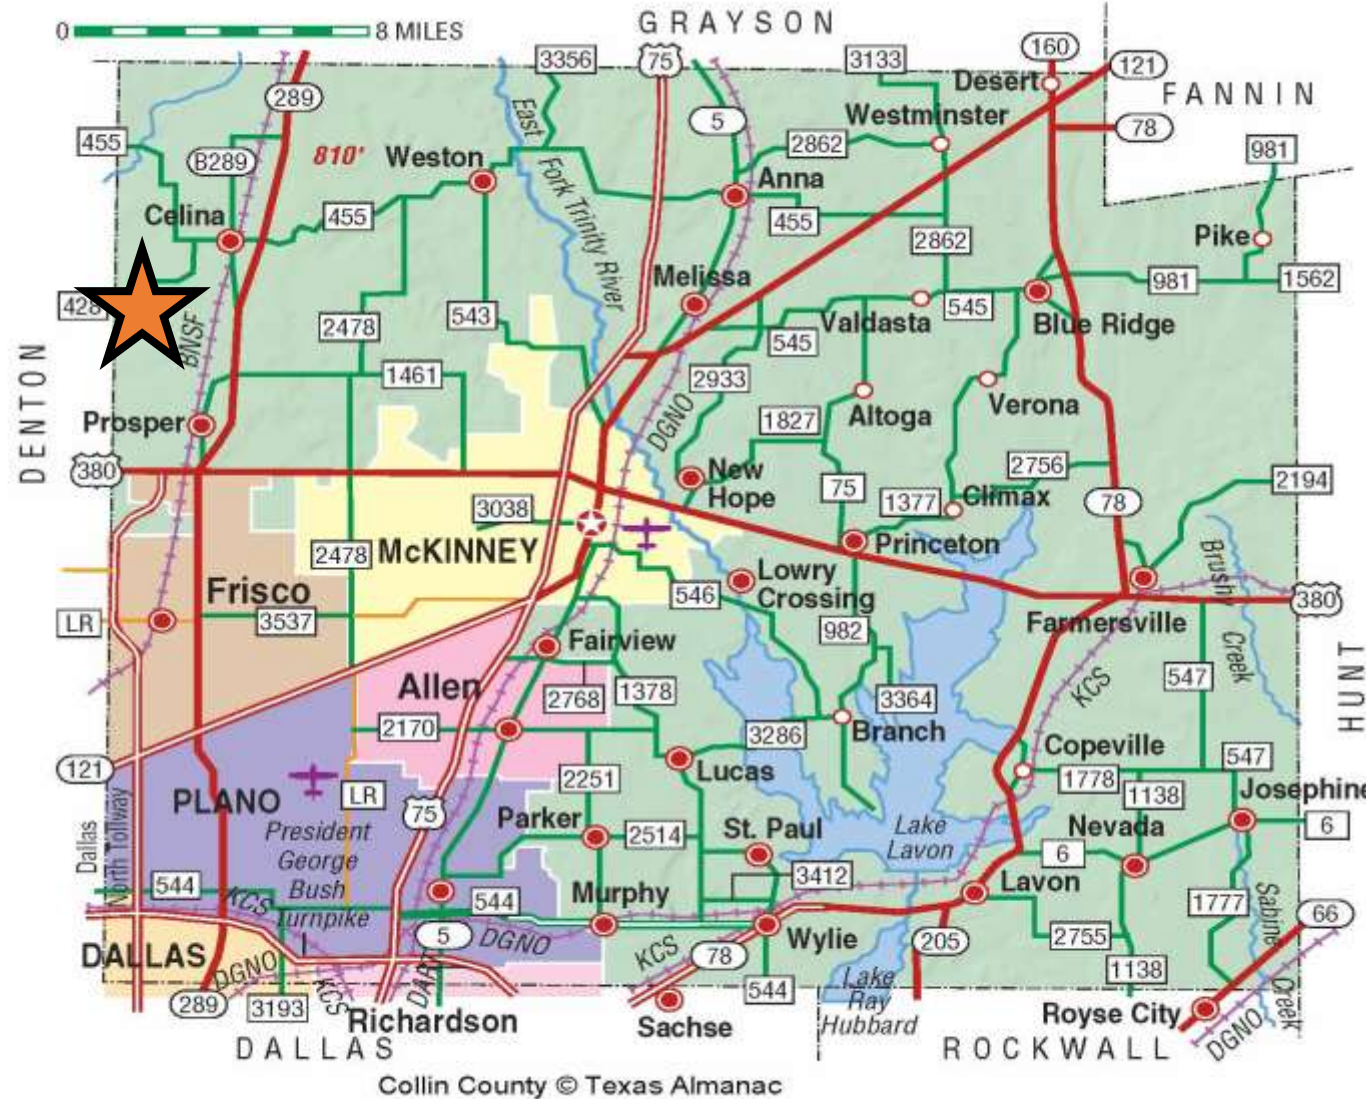 GRAYSON
0 8 MILES
3356
75
3133
160
121
Desert
FANNIN
289
5
Westminster
78
455
B289
810'
Weston
East
Fork Trinity River
2862
981
Anna
Celina
455
455
2862
Pike
428
Melissa
981
1562
BNSF
2478
543
Valdasta
545
Blue Ridge
545
DENTON
1461
2933
Altoga
Verona
Prosper
1827
DGNO
380
New
Hope
2756
2194
75
1377
Climax
78
3038
McKINNEY
Princeton
Brushy
Creek
2478
Frisco
Lowry
Crossing
546
380
LR
3537
982
Farmersville
Fairview
HUNT
Allen
2768
1378
3364
547
KCS
2170
3286
Branch
Copeville
547
121
Lucas
1778
1138
Josephine
PLANO
LR
75
2251
6
Dallas
North Tollway
President
George
Bush
Turnpike
Parker
2514
St. Paul
Lake
Lavon
Nevada
6
544
KCS
3412
Lavon
544
Murphy
1777
Sabine
Creek
66
DALLAS
5
DGNO
KCS
78
Wylie
205
2755
DGNO
KCS
DART
1138
289
3193
544
Lake
Ray
Hubbard
Richardson
Sachse
Royse City
DGNO
DALLAS
ROCKWALL
Collin County © Texas Almanac